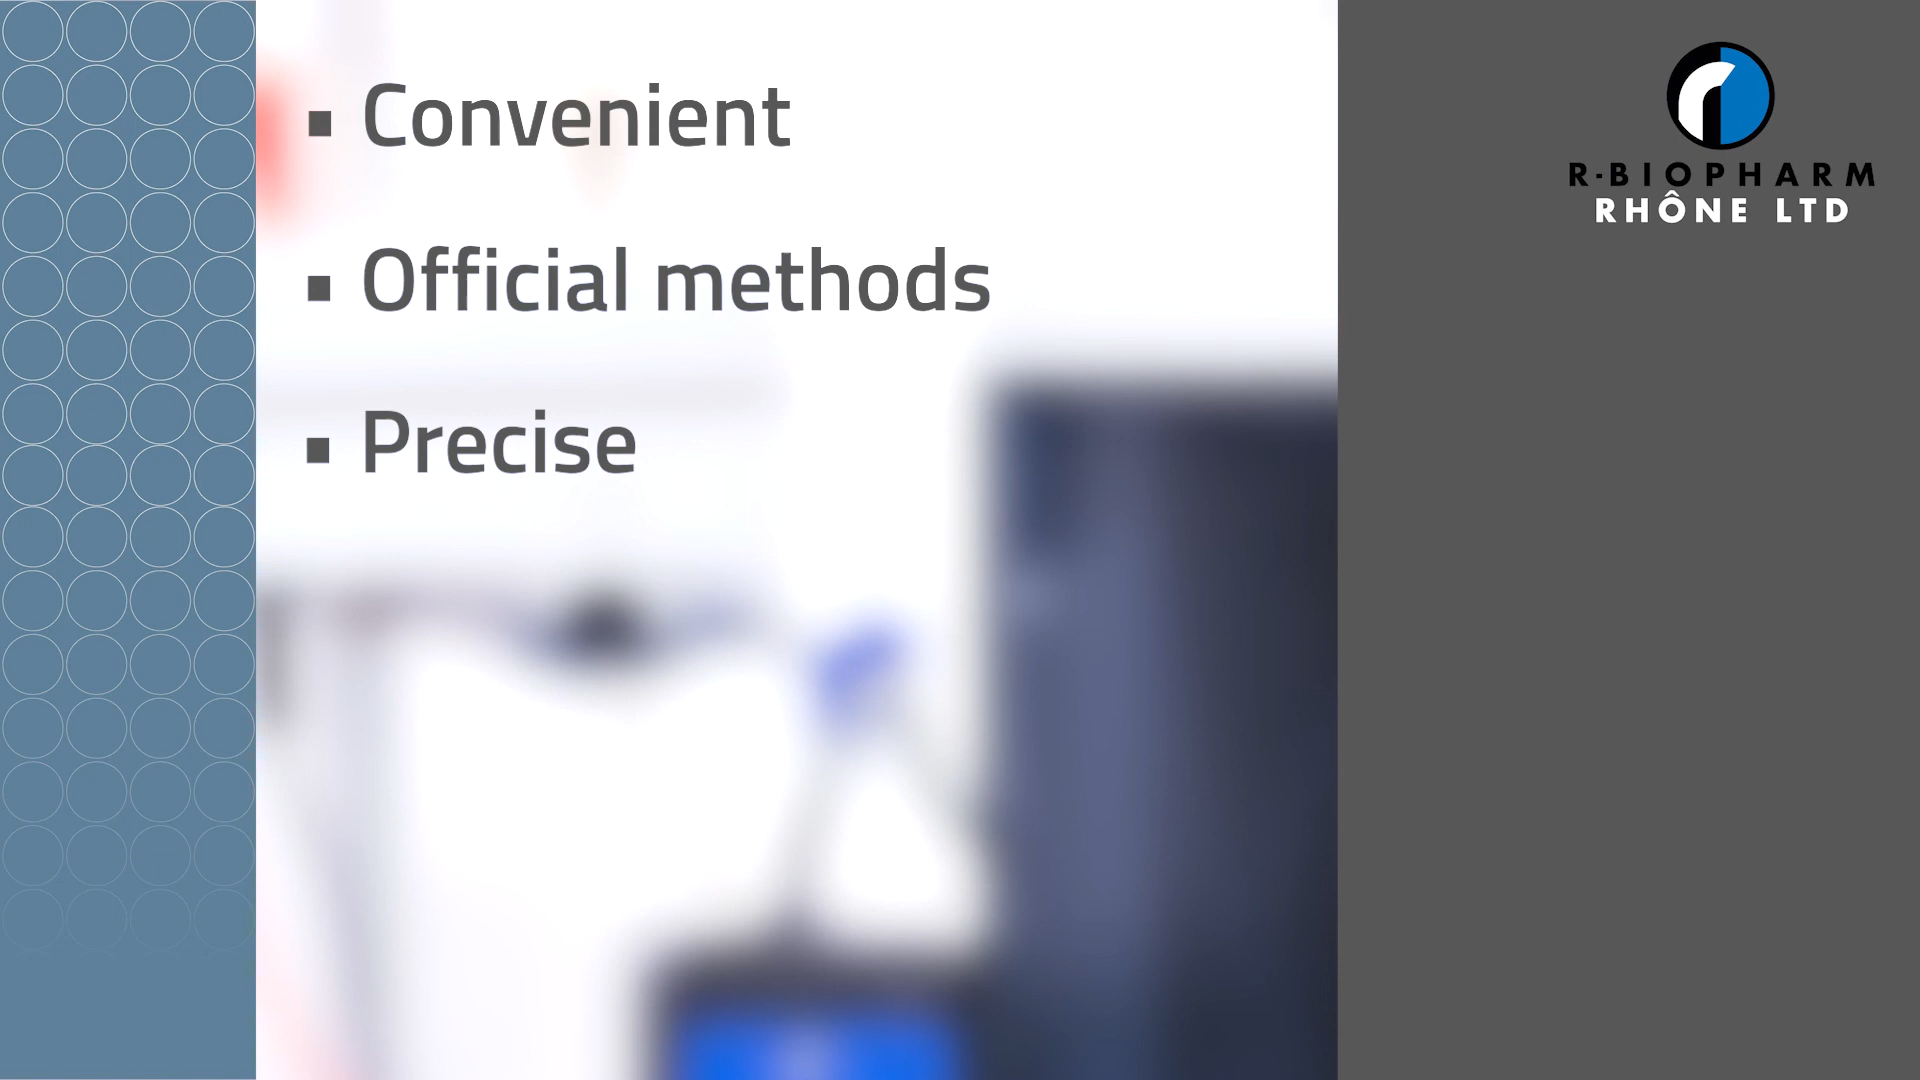 ▪ Convenient
▪ Official methods
▪ Precise
R·BIOPHARM
RHÔNE LTD